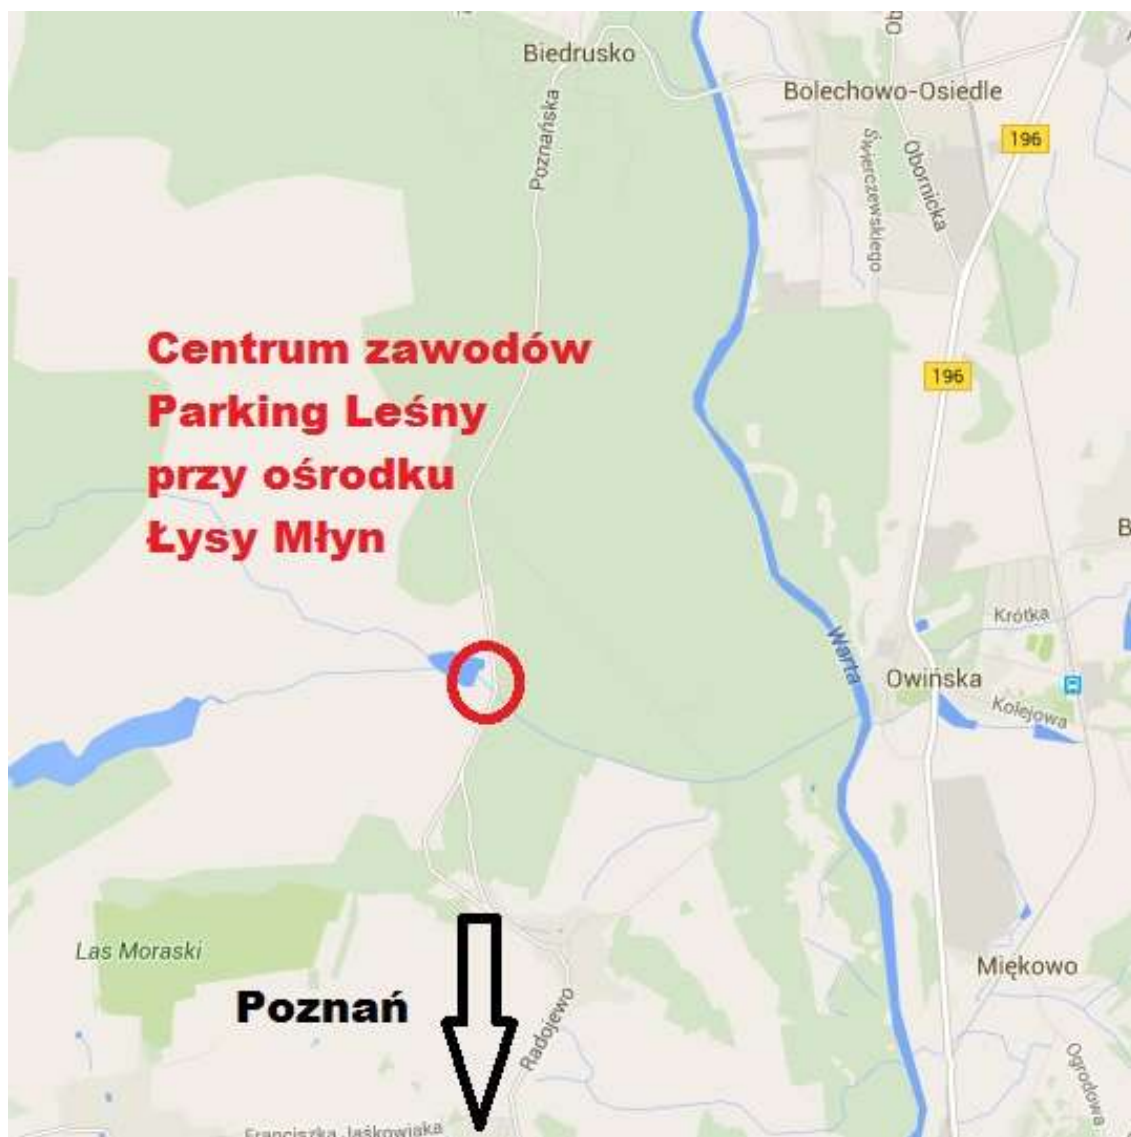 Biedrusko
Bolechowo-Osiedle
196
Poznańska
Świerczewskiego
Obornicka
196
Centrum zawodów
Parking Leśny
przy ośrodku
Łysy Młyn
Krótka
Warta
Owińska
Kolejowa
Las Moraski
Miękowo
Poznań
Radojewo
Ogrodowa
Franciszka Jaśkowiaka